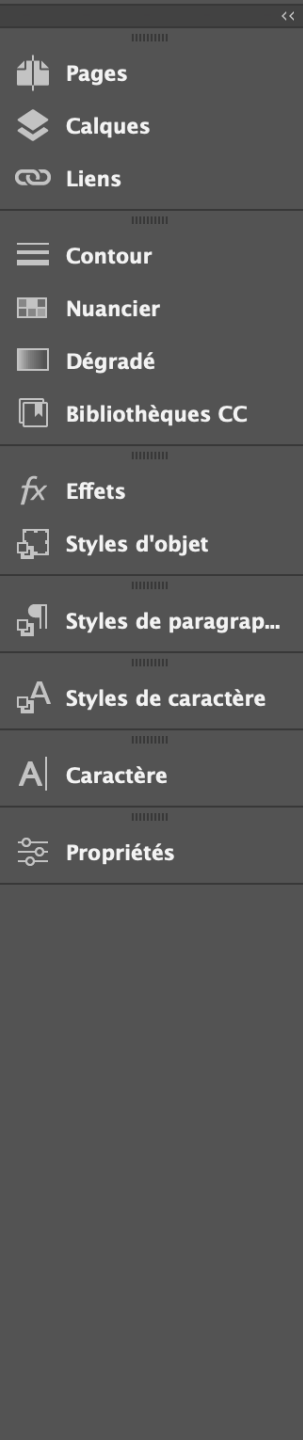 Pages
Calques
Liens
Contour
Nuancier
Dégradé
Bibliothèques CC
Effets
Styles d'objet
Styles de paragrap...
Styles de caractère
Caractère
Propriétés